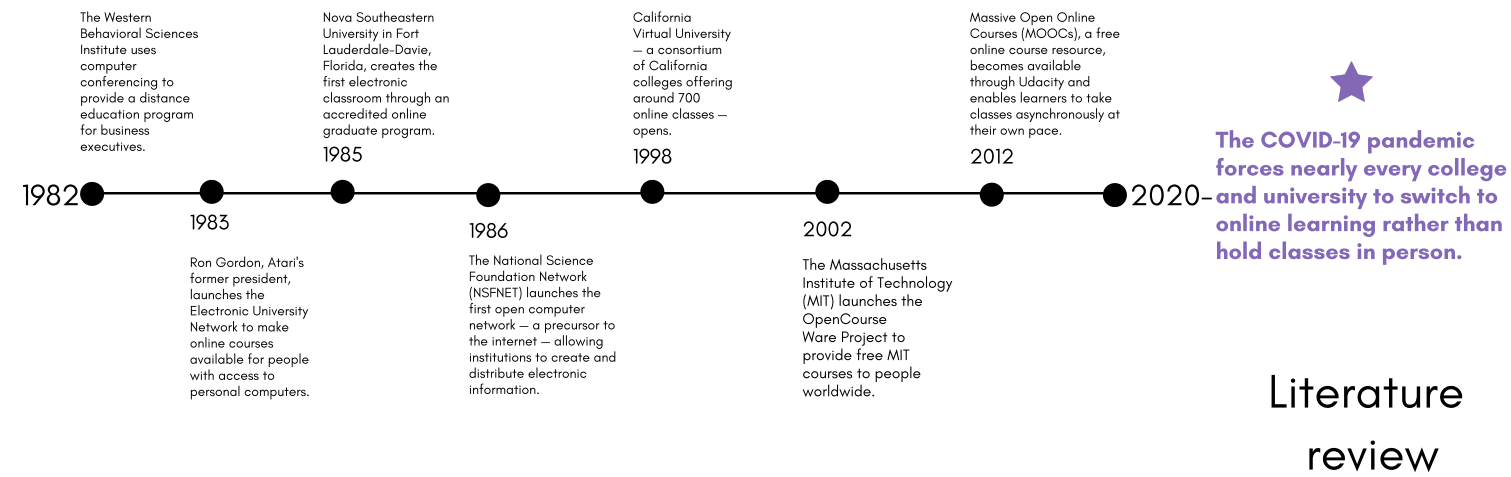 The Western
Behavioral Sciences
Institute uses
computer
conferencing to
provide a distance
education program
for business
executives.
1982
1983
Ron Gordon, Atari's
former president,
launches the
Electronic University
Network to make
online courses
available for people
with access to
personal computers.
Nova Southeastern
University in Fort
Lauderdale-Davie,
Florida, creates the
first electronic
classroom through an
accredited online
graduate program.
1985
1986
The National Science
Foundation Network
(NSFNET) launches the
first open computer
network — a precursor to
the internet — allowing
institutions to create and
distribute electronic
information.
California
Virtual University
— a consortium
of California
colleges offering
around 700
online classes —
opens.
1998
2002
The Massachusetts
Institute of Technology
(MIT) launches the
OpenCourse
Ware Project to
provide free MIT
courses to people
worldwide.
Massive Open Online
Courses (MOOCs), a free
online course resource,
becomes available
through Udacity and
enables learners to take
classes asynchronously at
their own pace.
2012
2020-
The COVID-19 pandemic
forces nearly every college
and university to switch to
online learning rather than
hold classes in person.
Literature
review